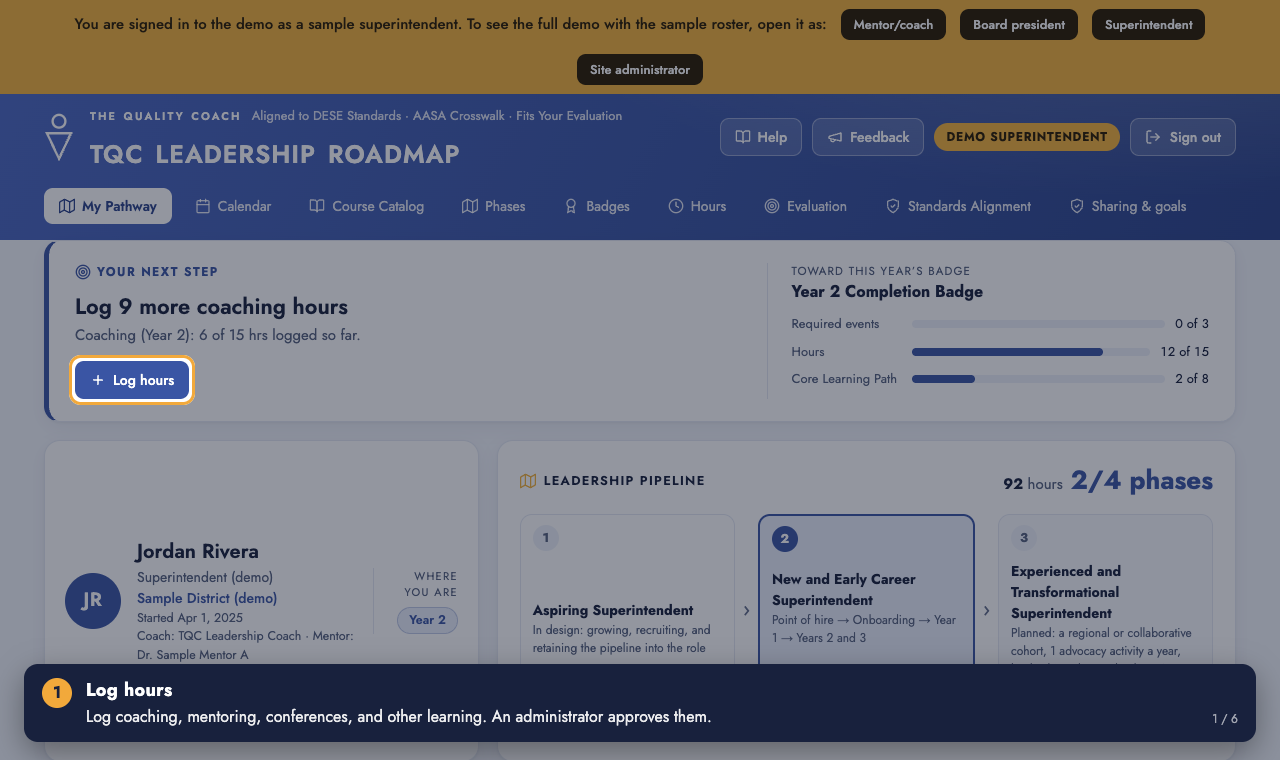 You are signed in to the demo as a sample superintendent. To see the full demo with the sample roster, open it as: Mentor/coach Board president Superintendent
Site administrator
THE QUALITY COACH Aligned to DESE Standards · AASA Crosswalk · Fits Your Evaluation
TQC LEADERSHIP ROADMAP
Help Feedback DEMO SUPERINTENDENT Sign out
My Pathway Calendar Course Catalog Phases Badges Hours Evaluation Standards Alignment Sharing & goals
YOUR NEXT STEP
Log 9 more coaching hours
Coaching (Year 2): 6 of 15 hrs logged so far.
+ Log hours
TOWARD THIS YEAR'S BADGE
Year 2 Completion Badge
Required events 0 of 3
Hours 12 of 15
Core Learning Path 2 of 8
JR
Jordan Rivera
Superintendent (demo)
Sample District (demo)
Started Apr 1, 2025
Coach: TQC Leadership Coach · Mentor:
Dr. Sample Mentor A
WHERE
YOU ARE
Year 2
LEADERSHIP PIPELINE
92 hours 2/4 phases
1
Aspiring Superintendent
In design: growing, recruiting, and
retaining the pipeline into the role
›
2
New and Early Career
Superintendent
Point of hire → Onboarding → Year
1 → Years 2 and 3
›
3
Experienced and
Transformational
Superintendent
Planned: a regional or collaborative
cohort, 1 advocacy activity a year,
1
Log hours
Log coaching, mentoring, conferences, and other learning. An administrator approves them.
1 / 6